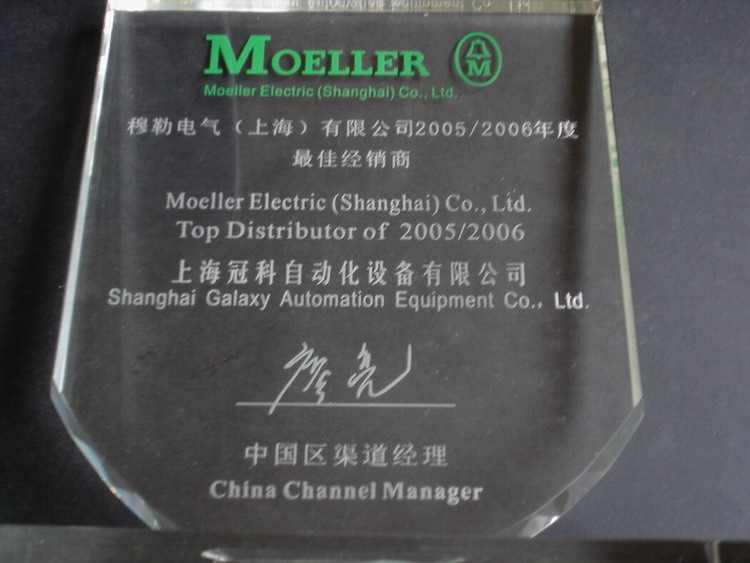 MOELLER
Moeller Electric (Shanghai) Co., Ltd.
穆勒电气（上海）有限公司2005/2006年度
最佳经销商
Moeller Electric (Shanghai) Co., Ltd.
Top Distributor of 2005/2006
上海冠科自动化设备有限公司
Shanghai Galaxy Automation Equipment Co., Ltd.
中国区渠道经理
China Channel Manager